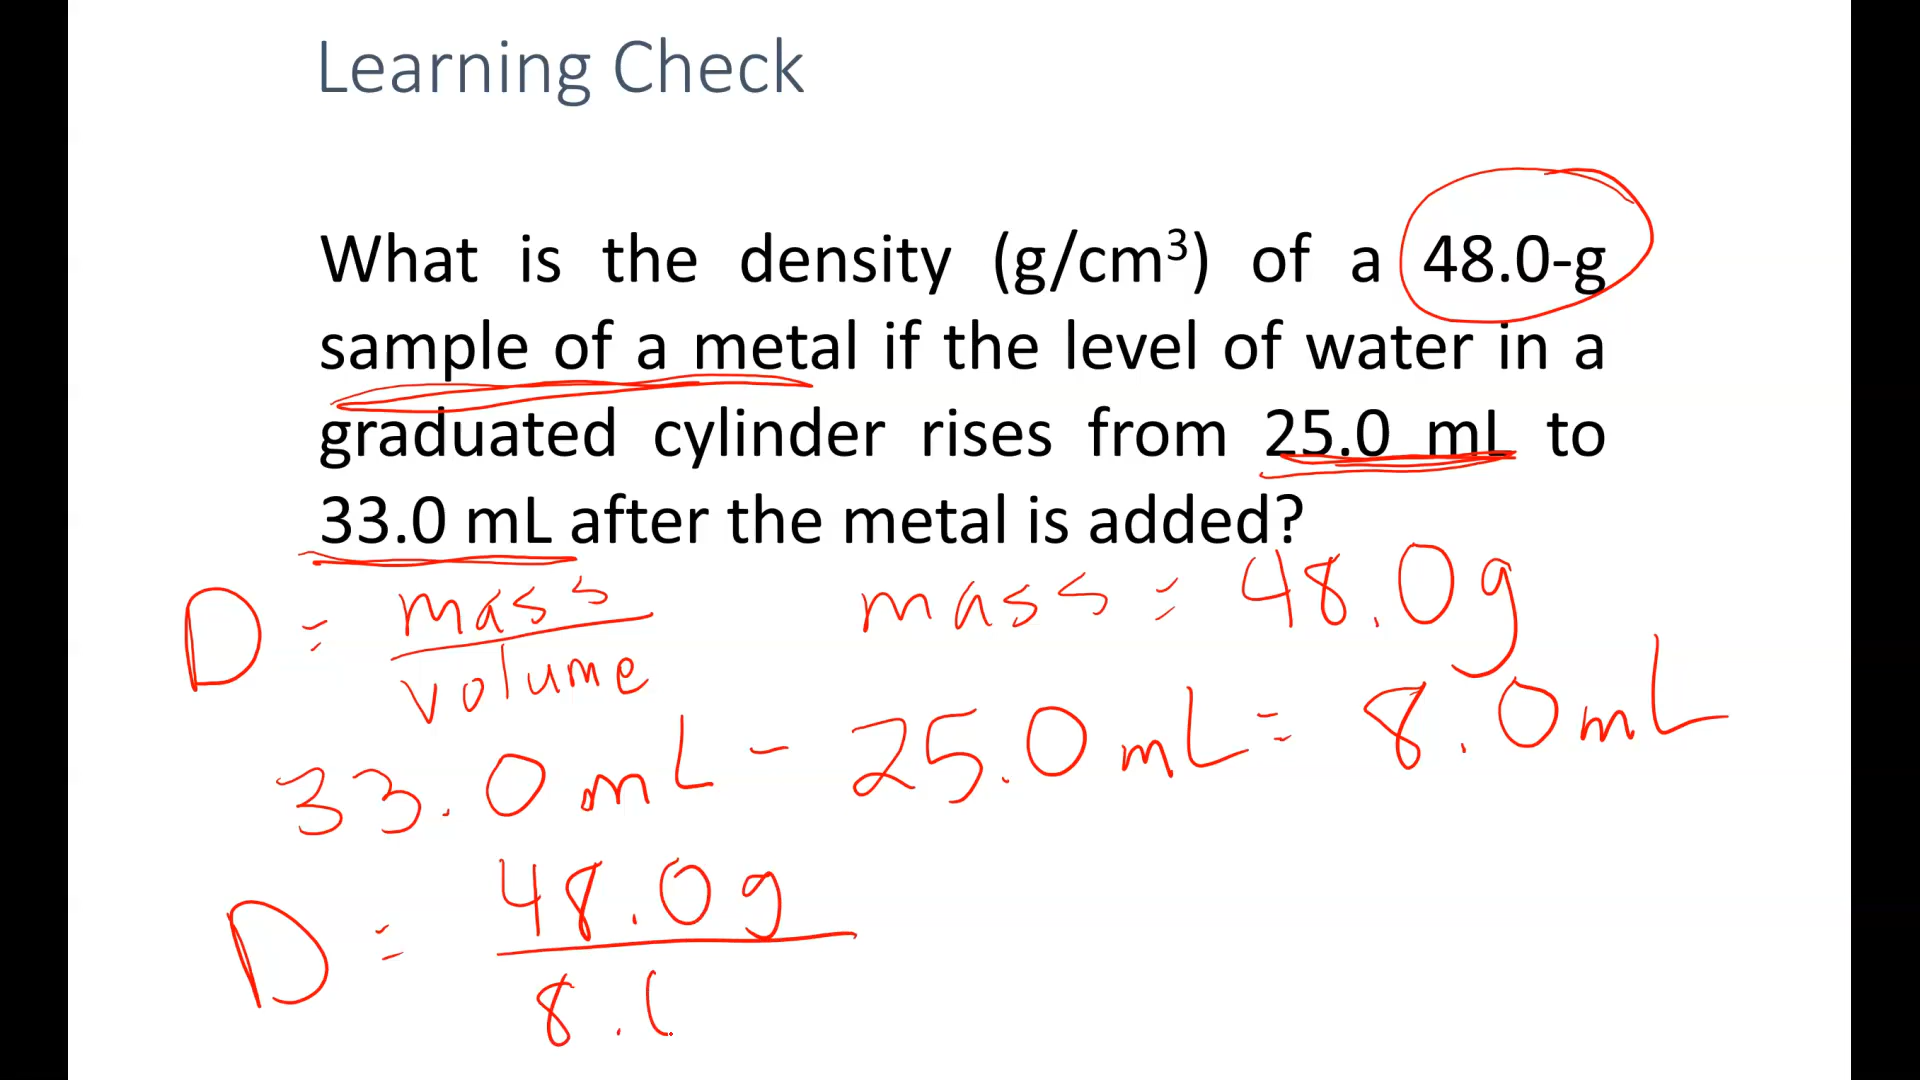 Learning Check
What is the density (g/cm³) of a 48.0-g
sample of a metal if the level of water in a
graduated cylinder rises from 25.0 mL to
33.0 mL after the metal is added?
D = mass/volume mass = 48.0g
33.0 mL - 25.0 mL = 8.0 mL
D = 48.0 g
8.(